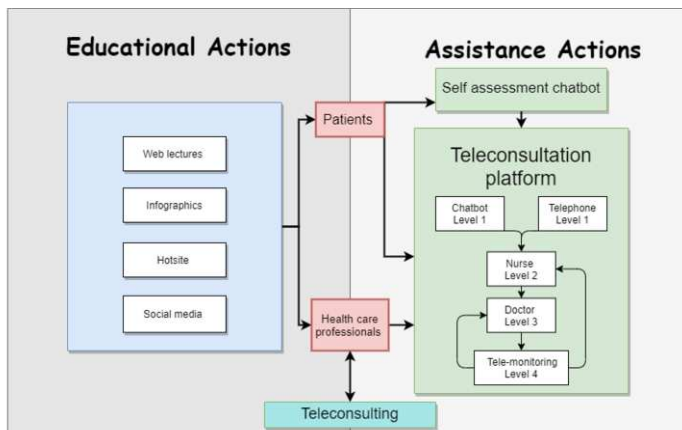 Educational Actions
Assistance Actions
Web lectures
Infographics
Hotsite
Social media
Patients
Health care
professionals
Teleconsulting
Self assessment chatbot
Teleconsultation
platform
Chatbot
Level 1
Telephone
Level 1
Nurse
Level 2
Doctor
Level 3
Tele-monitoring
Level 4